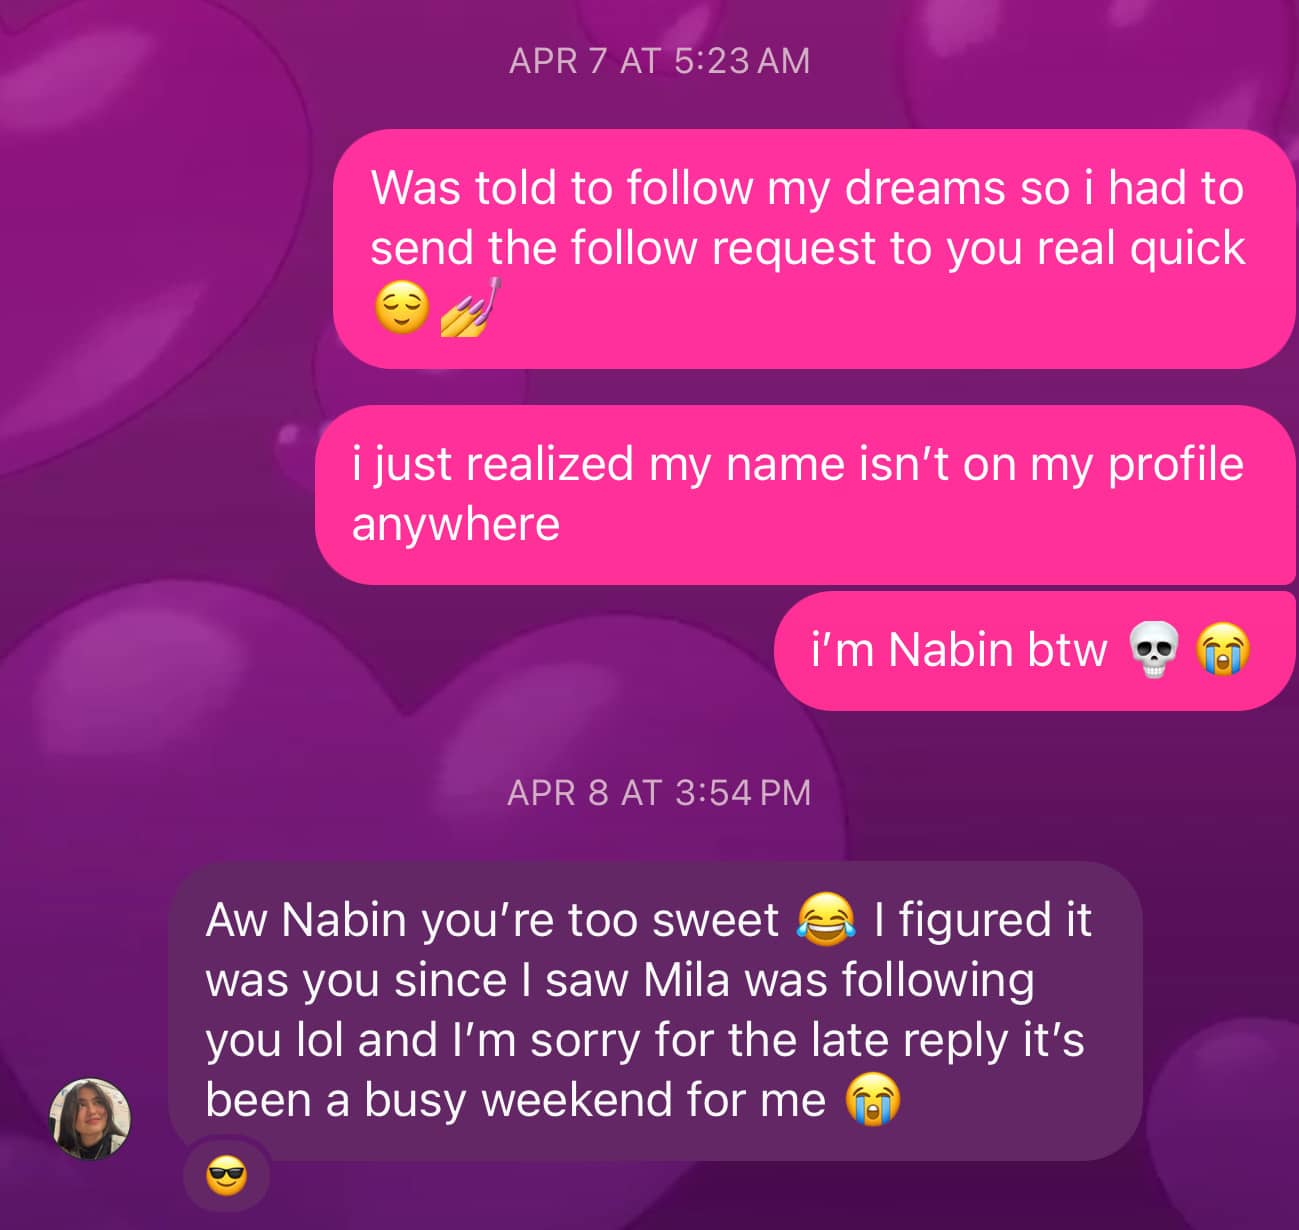 APR 7 AT 5:23 AM
Was told to follow my dreams so i had to
send the follow request to you real quick
😌💅
i just realized my name isn’t on my profile
anywhere
i’m Nabin btw 💀😭
APR 8 AT 3:54 PM
Aw Nabin you’re too sweet 😂 I figured it
was you since I saw Mila was following
you lol and I’m sorry for the late reply it’s
been a busy weekend for me 😭
😎